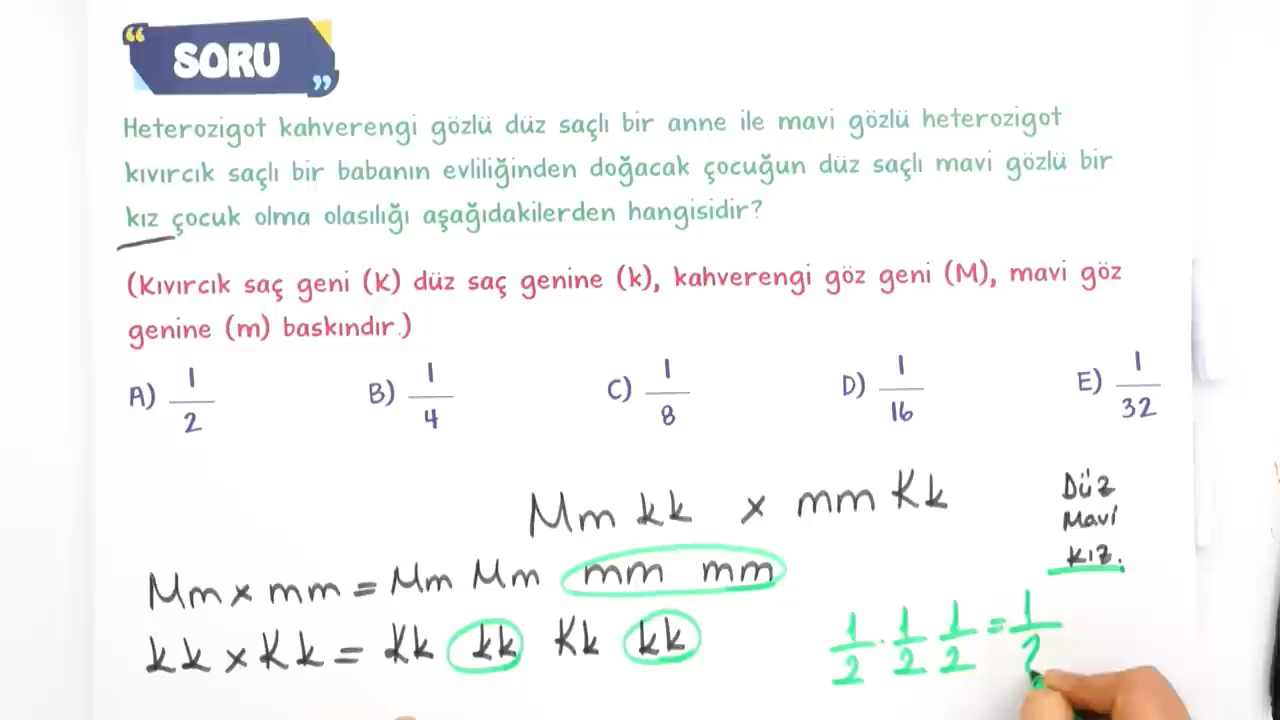 “ SORU ”
Heterozigot kahverengi gözlü düz saçlı bir anne ile mavi gözlü heterozigot
kıvırcık saçlı bir babanın evliliğinden doğacak çocuğun düz saçlı mavi gözlü bir
kız çocuk olma olasılığı aşağıdakilerden hangisidir?
(Kıvırcık saç geni (K) düz saç genine (k), kahverengi göz geni (M), mavi göz
genine (m) baskındır.)
A) 1/2 B) 1/4 C) 1/8 D) 1/16 E) 1/32
Mm kk x mm Kk
Düz
Mavi
Kız.
Mm x mm = Mm Mm mm mm
kk x Kk = Kk kk Kk kk
1/2 · 1/2 1/2 = 1/